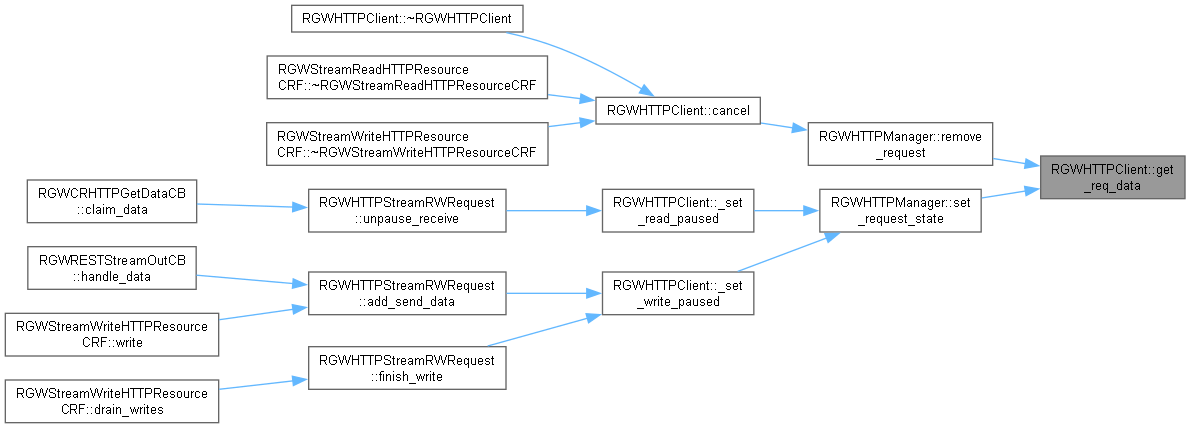 RGWHTTPClient::~RGWHTTPClient
RGWStreamReadHTTPResource
CRF::~RGWStreamReadHTTPResourceCRF
RGWHTTPClient::cancel
RGWStreamWriteHTTPResource
CRF::~RGWStreamWriteHTTPResourceCRF
RGWHTTPManager::remove
_request
RGWHTTPClient::get
_req_data
RGWCRHTTPGetDataCB
::claim_data
RGWHTTPStreamRWRequest
::unpause_receive
RGWHTTPClient::_set
_read_paused
RGWHTTPManager::set
_request_state
RGWRESTStreamOutCB
::handle_data
RGWHTTPStreamRWRequest
::add_send_data
RGWHTTPClient::_set
_write_paused
RGWStreamWriteHTTPResource
CRF::write
RGWHTTPStreamRWRequest
::finish_write
RGWStreamWriteHTTPResource
CRF::drain_writes